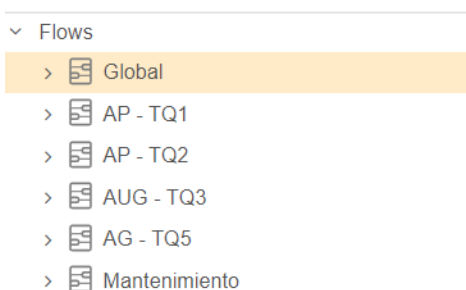 Flows
Global
AP - TQ1
AP - TQ2
AUG - TQ3
AG - TQ5
Mantenimiento